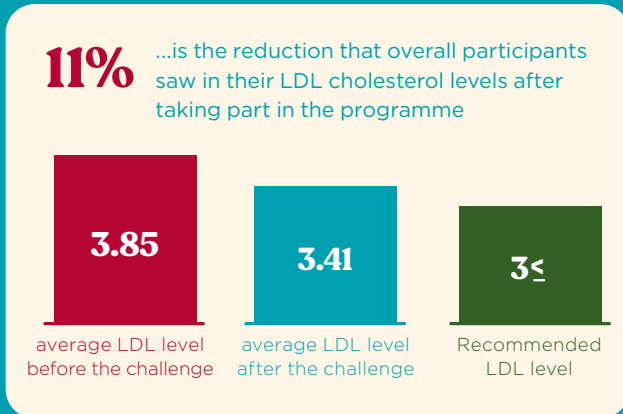 11%
...is the reduction that overall participants
saw in their LDL cholesterol levels after
taking part in the programme
3.85
3.41
3≤
average LDL level
before the challenge
average LDL level
after the challenge
Recommended
LDL level